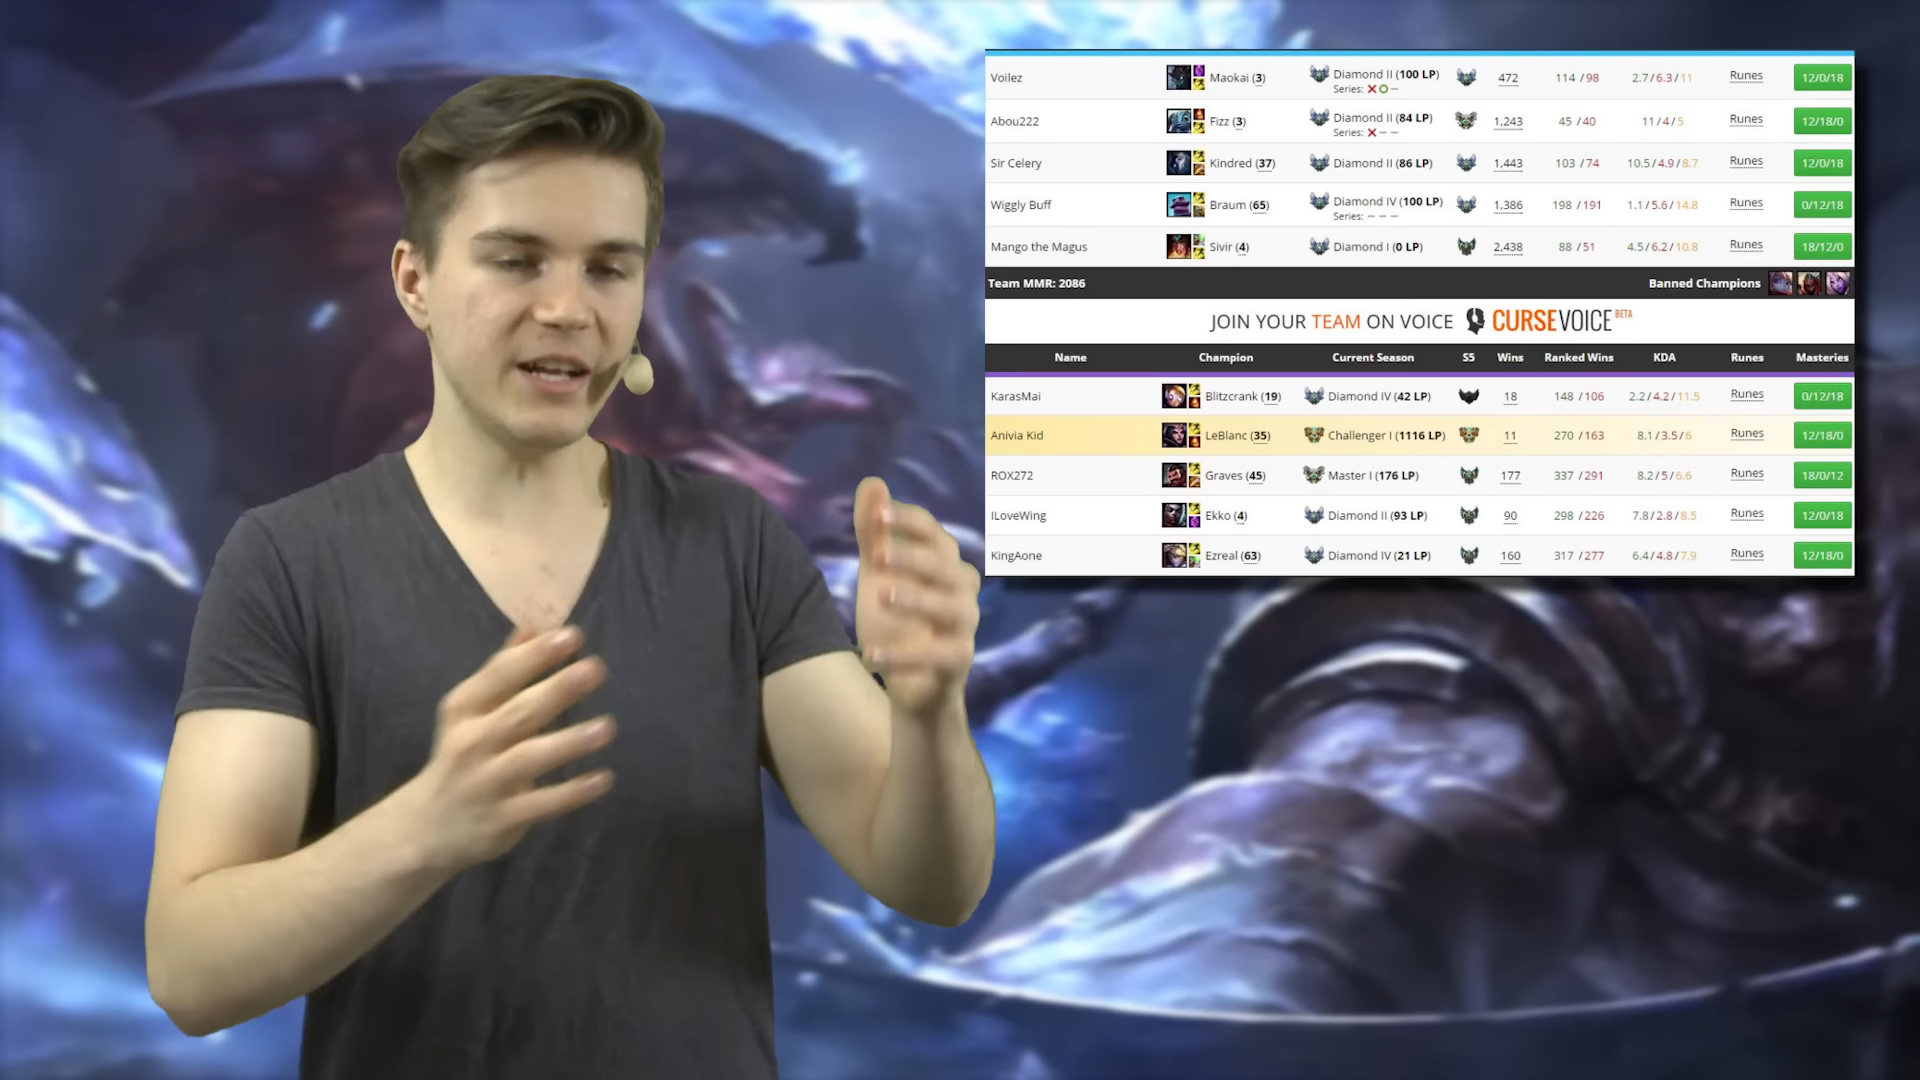 Voilez Maokai (3) Diamond II (100 LP) 472 114 / 98 2.7 / 6.3 / 11 Runes 12/0/18
Series:
Abou222 Fizz (3) Diamond II (84 LP) 1,243 45 / 40 11 / 4 / 5 Runes 12/18/0
Series:
Sir Celery Kindred (37) Diamond II (86 LP) 1,443 103 / 74 10.5 / 4.9 / 8.7 Runes 12/0/18
Wiggly Buff Braum (65) Diamond IV (100 LP) 1,386 198 / 191 1.1 / 5.6 / 14.8 Runes 0/12/18
Series:
Mango the Magus Sivir (4) Diamond I (0 LP) 2,438 88 / 51 4.5 / 6.2 / 10.8 Runes 18/12/0
Team MMR: 2086 Banned Champions
JOIN YOUR TEAM ON VOICE CURSEVOICE BETA
Name Champion Current Season S5 Wins Ranked Wins KDA Runes Masteries
KarasMai Blitzcrank (19) Diamond IV (42 LP) 18 148 / 106 2.2 / 4.2 / 11.5 Runes 0/12/18
Anivia Kid LeBlanc (35) Challenger I (1116 LP) 11 270 / 163 8.1 / 3.5 / 6 Runes 12/18/0
ROX272 Graves (45) Master I (176 LP) 177 337 / 291 8.2 / 5 / 6.6 Runes 18/0/12
ILoveWing Ekko (4) Diamond II (93 LP) 90 298 / 226 7.8 / 2.8 / 8.5 Runes 12/0/18
KingAone Ezreal (63) Diamond IV (21 LP) 160 317 / 277 6.4 / 4.8 / 7.9 Runes 12/18/0